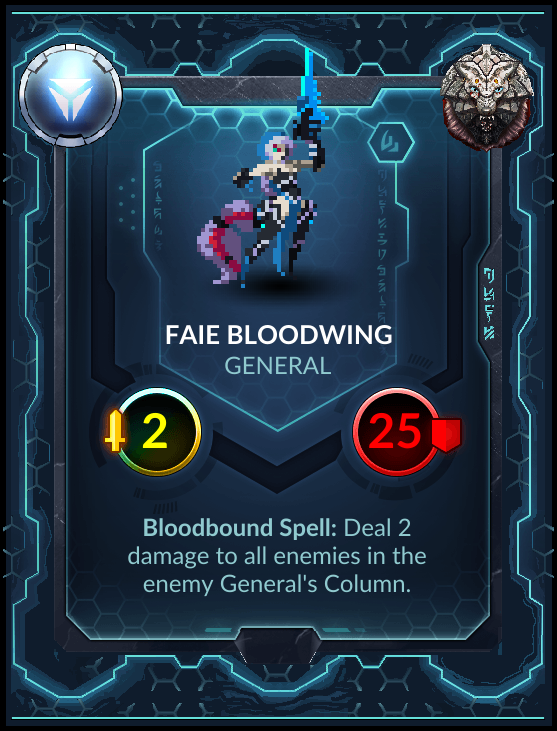 FAIE BLOODWING
GENERAL
2
25
Bloodbound Spell: Deal 2
damage to all enemies in the
enemy General's Column.